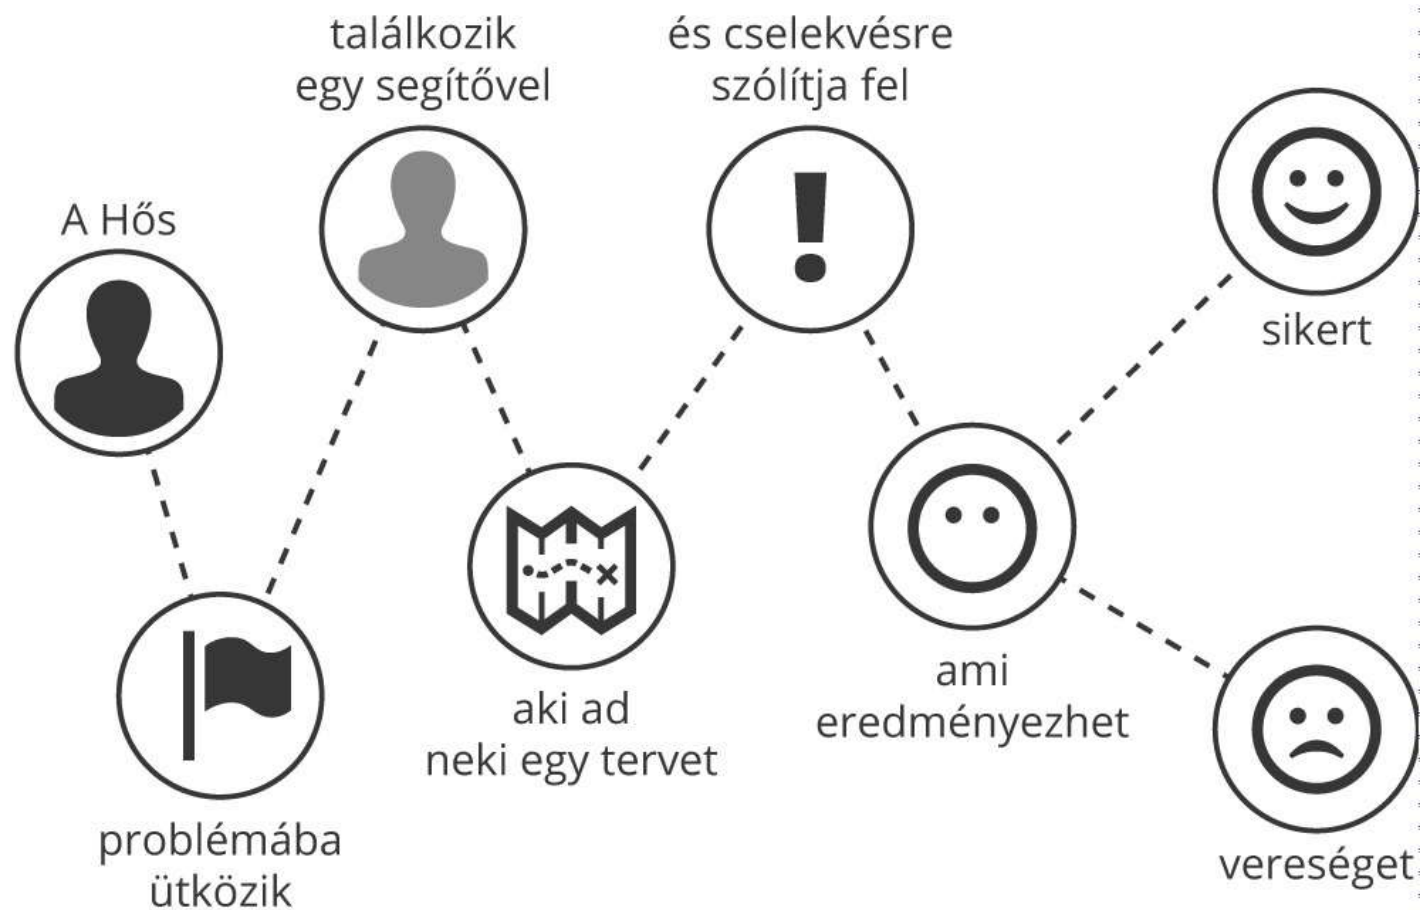 A Hős
problémába
ütközik
találkozik
egy segítővel
aki ad
neki egy tervet
és cselekvésre
szólítja fel
ami
eredményezhet
sikert
vereséget